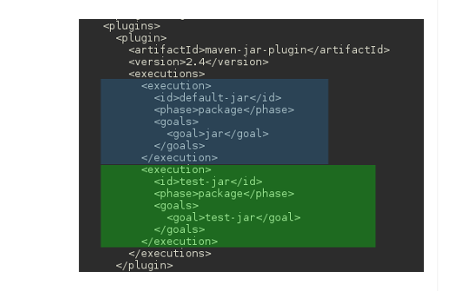 <plugins>
<plugin>
<artifactId>maven-jar-plugin</artifactId>
<version>2.4</version>
<executions>
<execution>
<id>default-jar</id>
<phase>package</phase>
<goals>
<goal>jar</goal>
</goals>
</execution>
<execution>
<id>test-jar</id>
<phase>package</phase>
<goals>
<goal>test-jar</goal>
</goals>
</execution>
</executions>
</plugin>